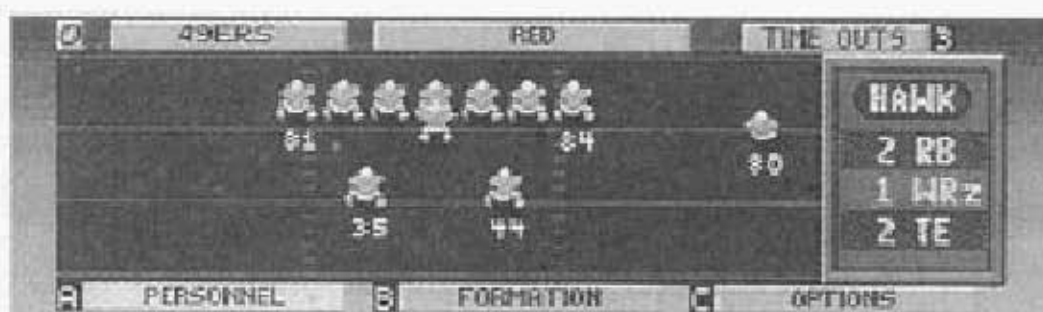 0 49ERS RED TIME OUTS 3
HAWK
81 84
80
2 RB
1 WRz
35 44
2 TE
A PERSONNEL B FORMATION C OPTIONS